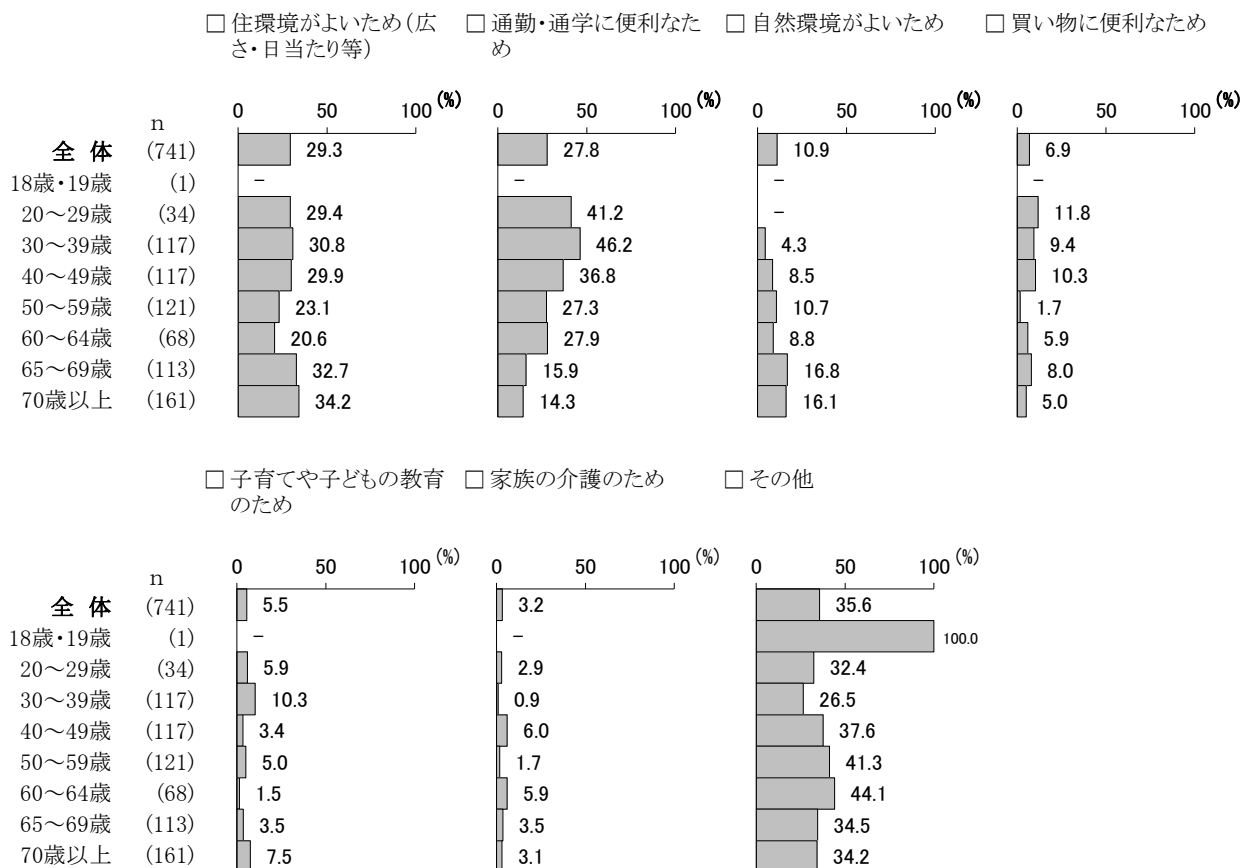 □ 住環境がよいため（広さ・日当たり等）
□ 通勤・通学に便利なため
□ 自然環境がよいため
□ 買い物に便利なため
0 50 100 (%) 0 50 100 (%) 0 50 100 (%) 0 50 100 (%)
n
全 体 (741) 29.3 27.8 10.9 6.9
18歳・19歳 (1) － － － －
20～29歳 (34) 29.4 41.2 － 11.8
30～39歳 (117) 30.8 46.2 4.3 9.4
40～49歳 (117) 29.9 36.8 8.5 10.3
50～59歳 (121) 23.1 27.3 10.7 1.7
60～64歳 (68) 20.6 27.9 8.8 5.9
65～69歳 (113) 32.7 15.9 16.8 8.0
70歳以上 (161) 34.2 14.3 16.1 5.0
□ 子育てや子どもの教育のため
□ 家族の介護のため
□ その他
0 50 100 (%) 0 50 100 (%) 0 50 100 (%)
n
全 体 (741) 5.5 3.2 35.6
18歳・19歳 (1) － － 100.0
20～29歳 (34) 5.9 2.9 32.4
30～39歳 (117) 10.3 0.9 26.5
40～49歳 (117) 3.4 6.0 37.6
50～59歳 (121) 5.0 1.7 41.3
60～64歳 (68) 1.5 5.9 44.1
65～69歳 (113) 3.5 3.5 34.5
70歳以上 (161) 7.5 3.1 34.2